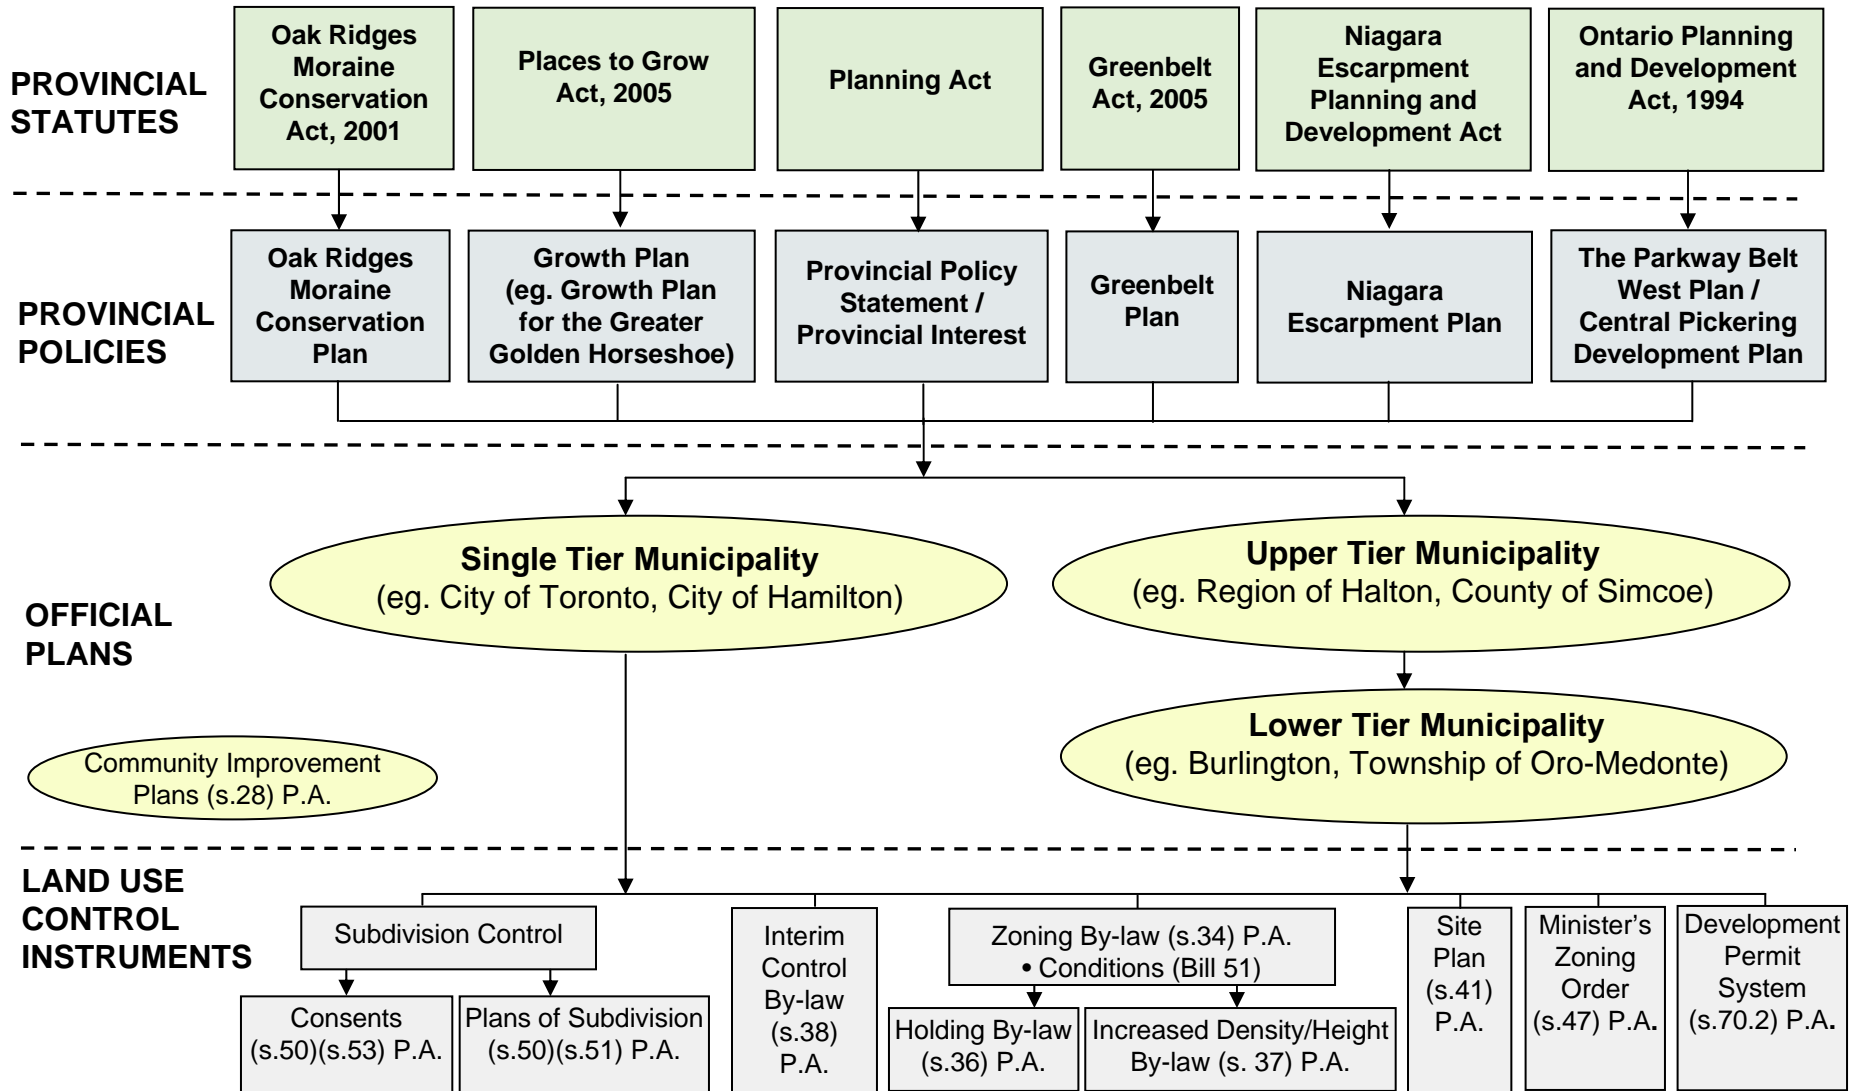 PROVINCIAL
STATUTES
Oak Ridges
Moraine
Conservation
Act, 2001
Places to Grow
Act, 2005
Planning Act
Greenbelt
Act, 2005
Niagara
Escarpment
Planning and
Development Act
Ontario Planning
and Development
Act, 1994
PROVINCIAL
POLICIES
Oak Ridges
Moraine
Conservation
Plan
Growth Plan
(eg. Growth Plan
for the Greater
Golden Horseshoe)
Provincial Policy
Statement /
Provincial Interest
Greenbelt
Plan
Niagara
Escarpment Plan
The Parkway Belt
West Plan /
Central Pickering
Development Plan
OFFICIAL
PLANS
Single Tier Municipality
(eg. City of Toronto, City of Hamilton)
Upper Tier Municipality
(eg. Region of Halton, County of Simcoe)
Lower Tier Municipality
(eg. Burlington, Township of Oro-Medonte)
Community Improvement
Plans (s.28) P.A.
LAND USE
CONTROL
INSTRUMENTS
Subdivision Control
Consents
(s.50)(s.53) P.A.
Plans of Subdivision
(s.50)(s.51) P.A.
Interim
Control
By-law
(s.38)
P.A.
Zoning By-law (s.34) P.A.
• Conditions (Bill 51)
Holding By-law
(s.36) P.A.
Increased Density/Height
By-law (s. 37) P.A.
Site
Plan
(s.41)
P.A.
Minister's
Zoning
Order
(s.47) P.A.
Development
Permit
System
(s.70.2) P.A.